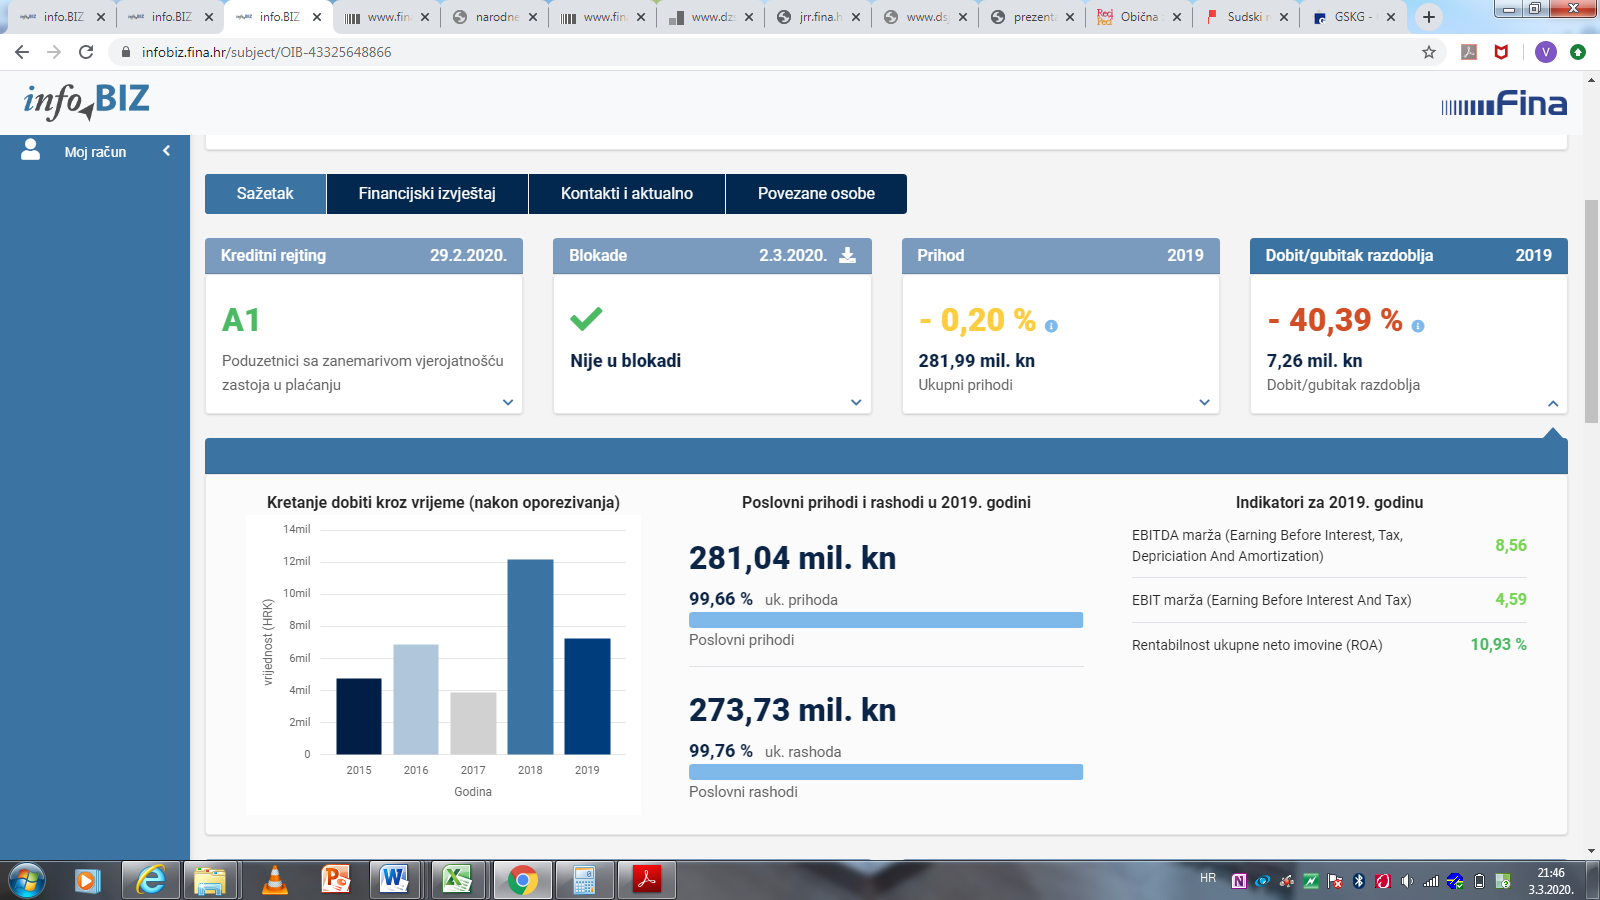 info.BIZ
info.BIZ
info.BIZ
www.fin
narodne
www.fin
www.dzs
jrr.fina.h
www.ds
prezent
Obična
Sudski
GSKG -
infobiz.fina.hr/subject/OIB-43325648866
V
info.BIZ
Fina
Moj račun
Sažetak
Financijski izvještaj
Kontakti i aktualno
Povezane osobe
Kreditni rejting 29.2.2020.
A1
Poduzetnici sa zanemarivom vjerojatnošću
zastoja u plaćanju
Blokade 2.3.2020.
Nije u blokadi
Prihod 2019
- 0,20 %
281,99 mil. kn
Ukupni prihodi
Dobit/gubitak razdoblja 2019
- 40,39 %
7,26 mil. kn
Dobit/gubitak razdoblja
Kretanje dobiti kroz vrijeme (nakon oporezivanja)
14mil
12mil
10mil
8mil
6mil
4mil
2mil
0
vrijednost (HRK)
2015 2016 2017 2018 2019
Godina
Poslovni prihodi i rashodi u 2019. godini
281,04 mil. kn
99,66 % uk. prihoda
Poslovni prihodi
273,73 mil. kn
99,76 % uk. rashoda
Poslovni rashodi
Indikatori za 2019. godinu
EBITDA marža (Earning Before Interest, Tax,
Depriciation And Amortization) 8,56
EBIT marža (Earning Before Interest And Tax) 4,59
Rentabilnost ukupne neto imovine (ROA) 10,93 %
HR
21:46
3.3.2020.